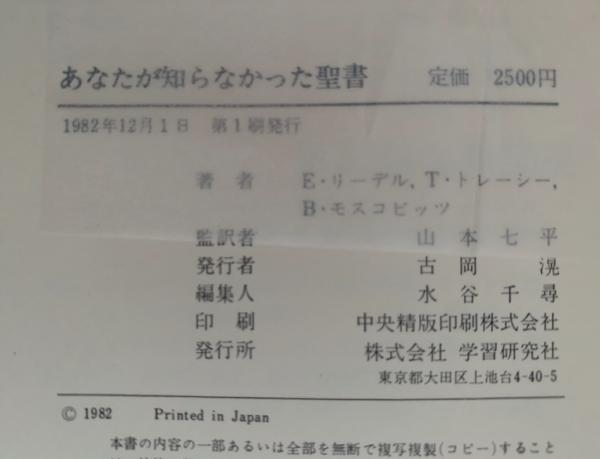 あなたが知らなかった聖書 定価 2500円
1982年12月1日 第1刷発行
著者 E・リーデル, T・トレーシー,
B・モスコビッツ
監訳者 山本七平
発行者 古岡滉
編集人 水谷千尋
印刷 中央精版印刷株式会社
発行所 株式会社 学習研究社
東京都大田区上池台4-40-5
© 1982 Printed in Japan
本書の内容の一部あるいは全部を無断で複写複製(コピー)すること